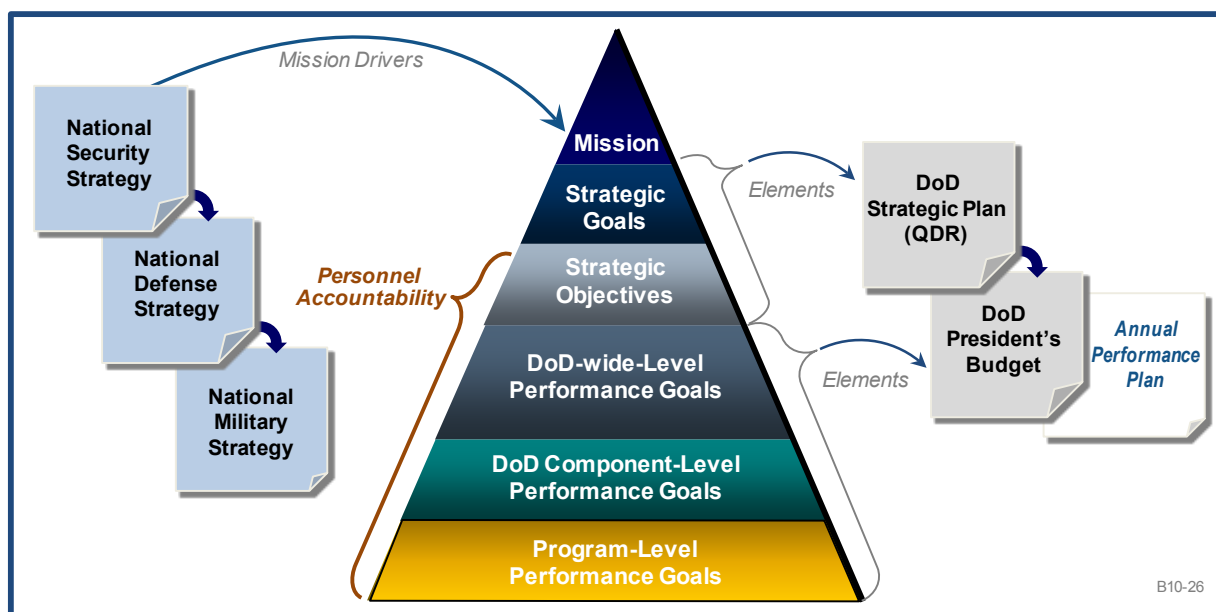 Mission Drivers
National
Security
Strategy
National
Defense
Strategy
National
Military
Strategy
Personnel
Accountability
Mission
Strategic
Goals
Strategic
Objectives
DoD-wide-Level
Performance Goals
DoD Component-Level
Performance Goals
Program-Level
Performance Goals
Elements
Elements
DoD
Strategic Plan
(QDR)
DoD
President’s
Budget
Annual
Performance
Plan
B10-26